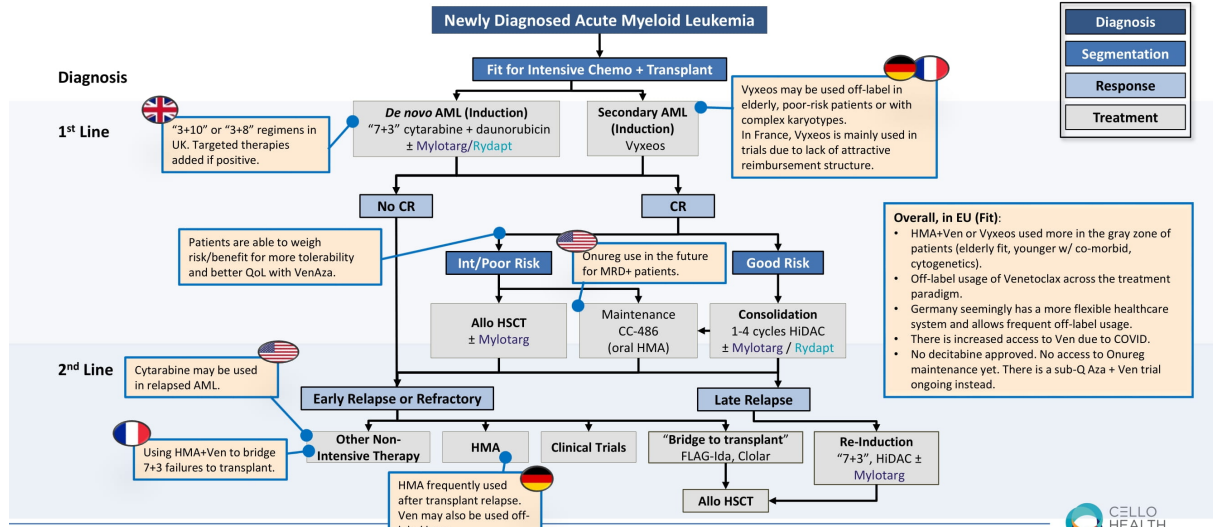 Newly Diagnosed Acute Myeloid Leukemia
Diagnosis
Segmentation
Response
Treatment
Diagnosis
Fit for Intensive Chemo + Transplant
1st Line
"3+10" or "3+8" regimens in
UK. Targeted therapies
added if positive.
De novo AML (Induction)
"7+3" cytarabine + daunorubicin
± Mylotarg/Rydapt
Secondary AML
(Induction)
Vyxeos
Vyxeos may be used off-label in
elderly, poor-risk patients or with
complex karyotypes.
In France, Vyxeos is mainly used in
trials due to lack of attractive
reimbursement structure.
No CR
CR
Patients are able to weigh
risk/benefit for more tolerability
and better QoL with VenAza.
Int/Poor Risk
Onureg use in the future
for MRD+ patients.
Good Risk
Overall, in EU (Fit):
• HMA+Ven or Vyxeos used more in the gray zone of
patients (elderly fit, younger w/ co-morbid,
cytogenetics).
• Off-label usage of Venetoclax across the treatment
paradigm.
• Germany seemingly has a more flexible healthcare
system and allows frequent off-label usage.
• There is increased access to Ven due to COVID.
• No decitabine approved. No access to Onureg
maintenance yet. There is a sub-Q Aza + Ven trial
ongoing instead.
Allo HSCT
± Mylotarg
Maintenance
CC-486
(oral HMA)
Consolidation
1-4 cycles HiDAC
± Mylotarg / Rydapt
2nd Line
Cytarabine may be used
in relapsed AML.
Early Relapse or Refractory
Late Relapse
Using HMA+Ven to bridge
7+3 failures to transplant.
Other Non-
Intensive Therapy
HMA
Clinical Trials
"Bridge to transplant"
FLAG-Ida, Clolar
Re-Induction
"7+3", HiDAC ±
Mylotarg
HMA frequently used
after transplant relapse.
Ven may also be used off-
Allo HSCT
CELLO
HEALTH